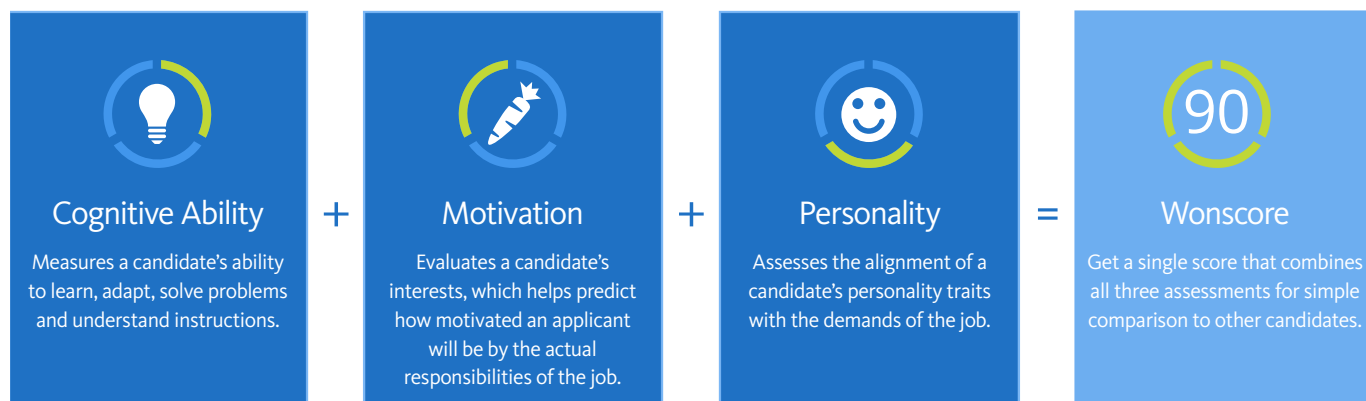 Cognitive Ability
Measures a candidate’s ability
to learn, adapt, solve problems
and understand instructions.
+
Motivation
Evaluates a candidate’s
interests, which helps predict
how motivated an applicant
will be by the actual
responsibilities of the job.
+
Personality
Assesses the alignment of a
candidate’s personality traits
with the demands of the job.
=
90
Wonscore
Get a single score that combines
all three assessments for simple
comparison to other candidates.